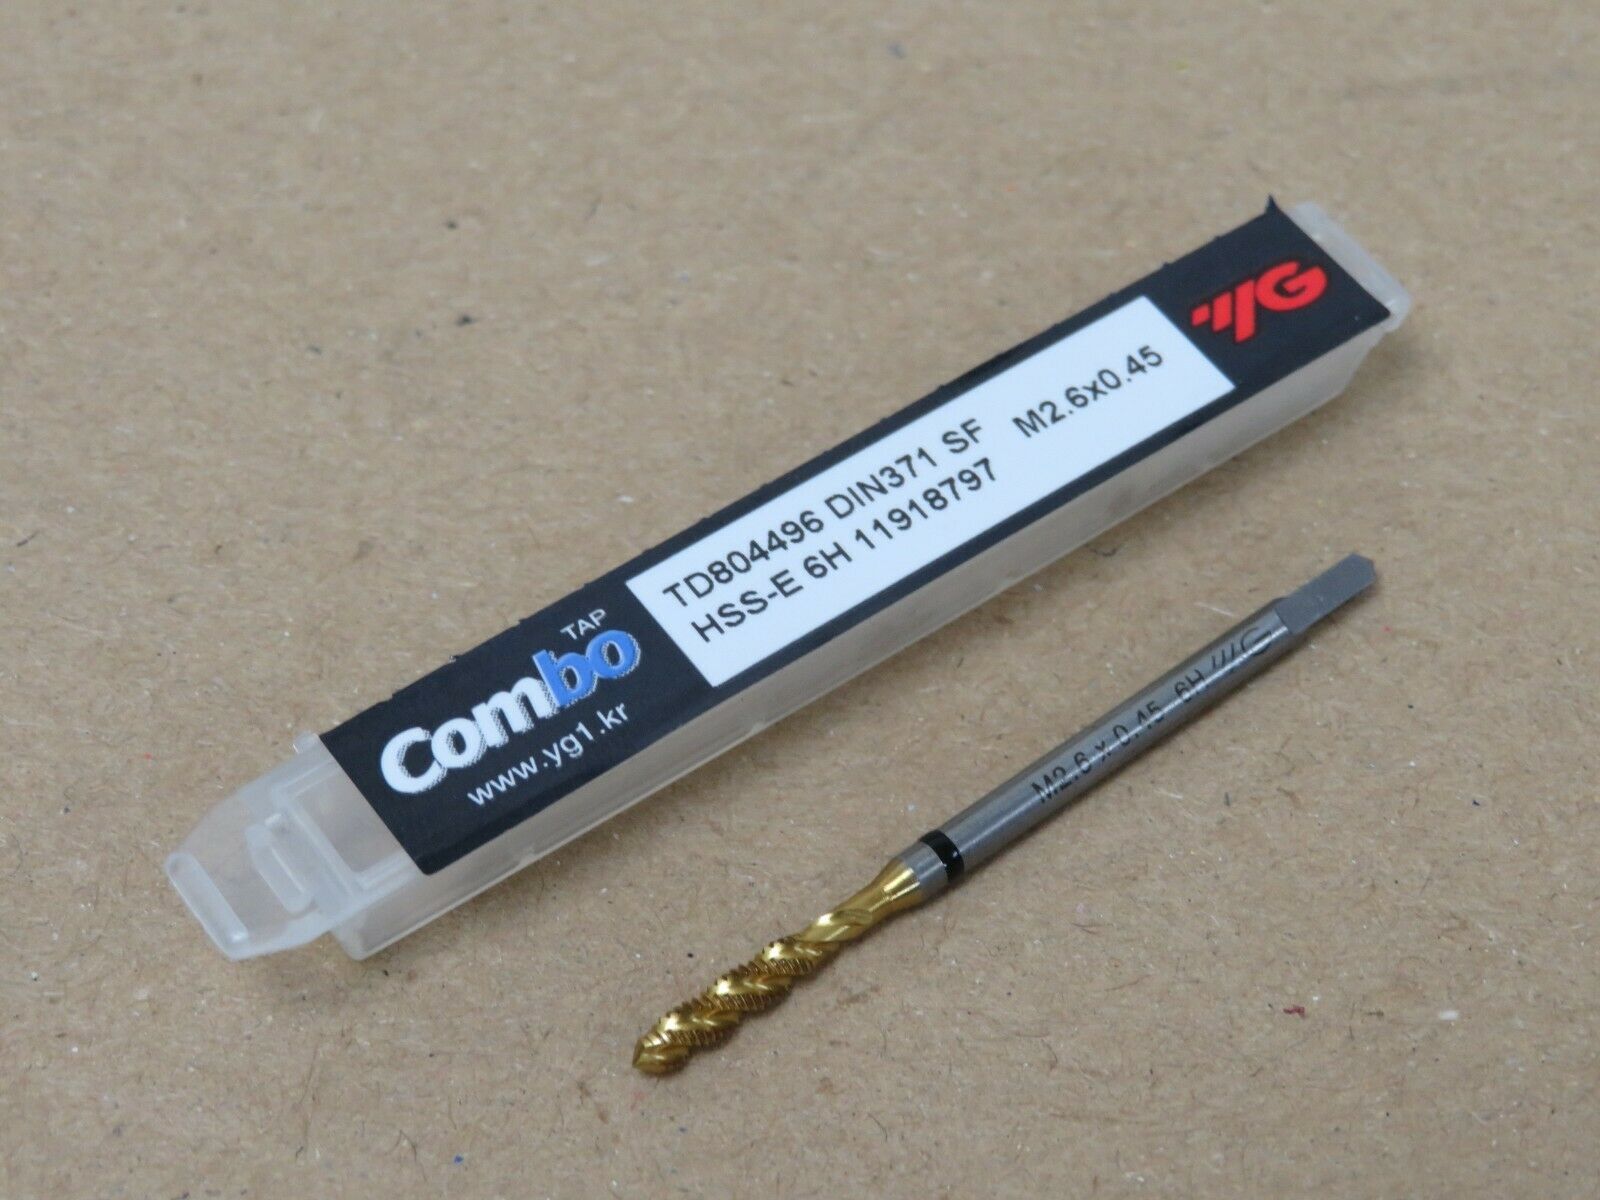 YG
TD804496 DIN371 SF M2.6x0.45
HSS-E 6H 11918797
TAP
Combo
www.yg1.kr
M2.6 x 0.45 6H YG